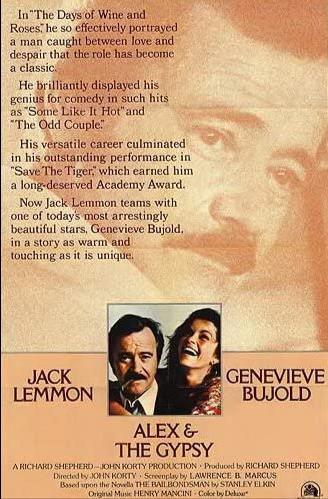 In "The Days of Wine and
Roses," he so effectively portrayed
a man caught between love and
despair that the role has become
a classic.
He brilliantly displayed his
genius for comedy in such hits
as "Some Like It Hot" and
"The Odd Couple."
His versatile career culminated
in his outstanding performance in
"Save The Tiger," which earned him
a long-deserved Academy Award.
Now Jack Lemmon teams with
one of today's most arrestingly
beautiful stars, Genevieve Bujold,
in a story as warm and
touching as it is unique.
JACK
LEMMON
GENEVIEVE
BUJOLD
ALEX &
THE GYPSY
A RICHARD SHEPHERD—JOHN KORTY PRODUCTION • Produced by RICHARD SHEPHERD
Directed by JOHN KORTY • Screenplay by LAWRENCE B. MARCUS
Based upon the Novella THE BAILBONDSMAN by STANLEY ELKIN
Original Music HENRY MANCINI • Color by Deluxe®